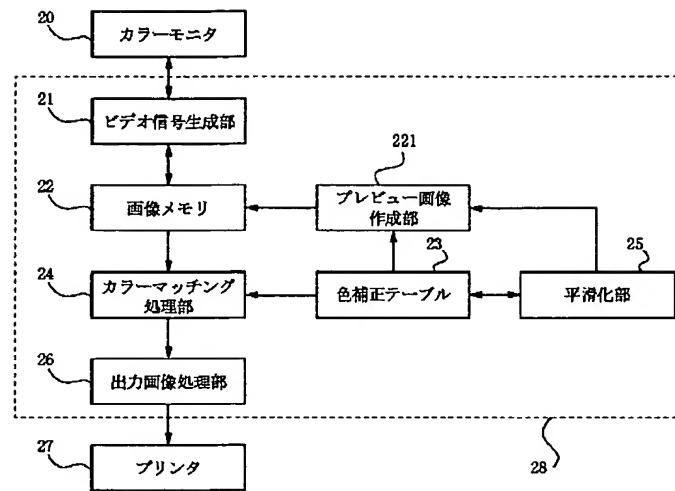 20
カラーモニタ
21
ビデオ信号生成部
22
画像メモリ
221
プレビュー画像
作成部
24
カラーマッチング
処理部
23
色補正テーブル
25
平滑化部
26
出力画像処理部
27
プリンタ
28